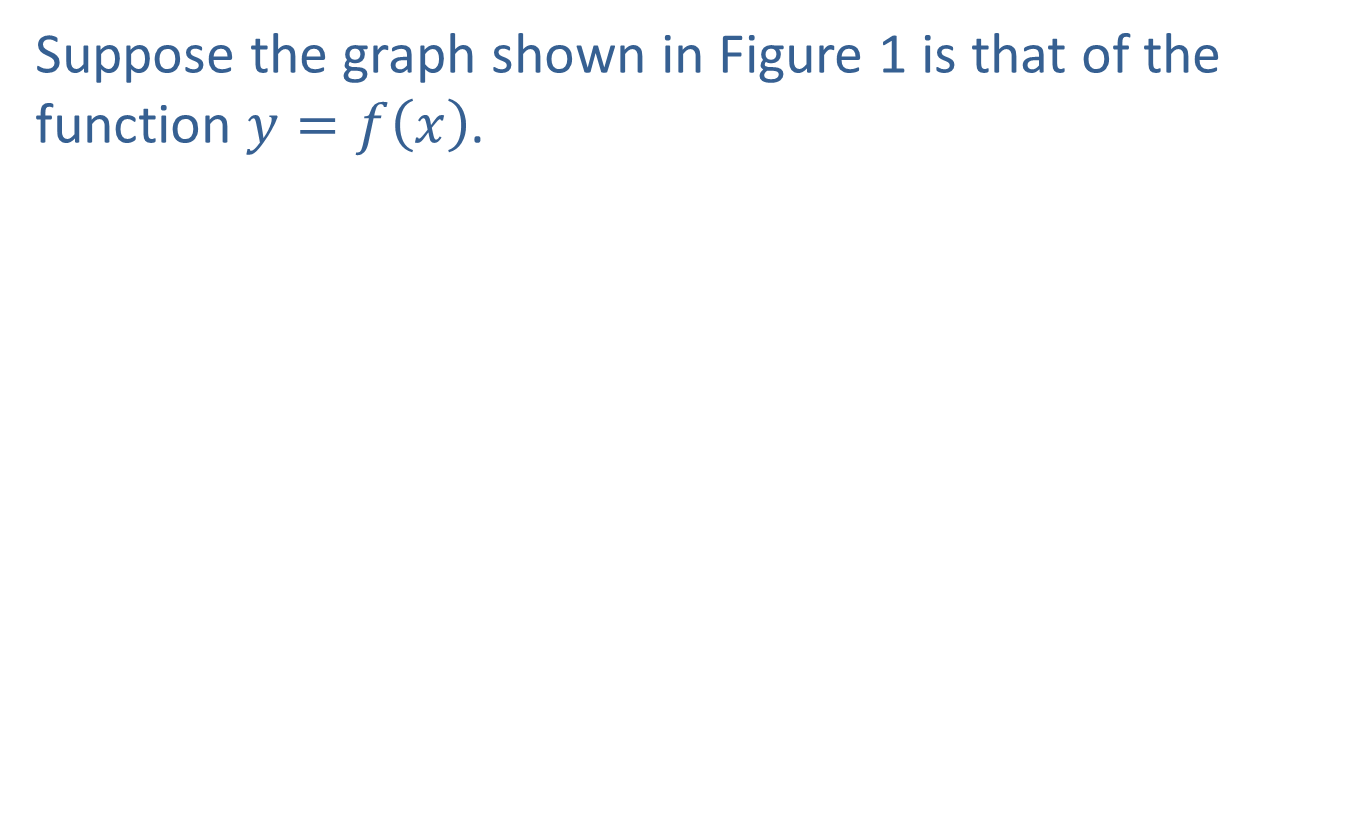 Suppose the graph shown in Figure 1 is that of the
function y = f(x).